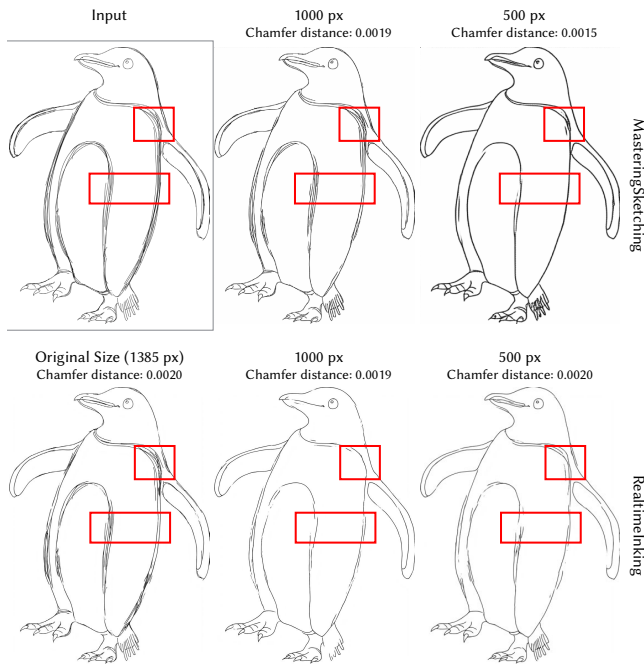 Input
1000 px
Chamfer distance: 0.0019
500 px
Chamfer distance: 0.0015
MasteringSketching
Original Size (1385 px)
Chamfer distance: 0.0020
1000 px
Chamfer distance: 0.0019
500 px
Chamfer distance: 0.0020
RealtimeInking